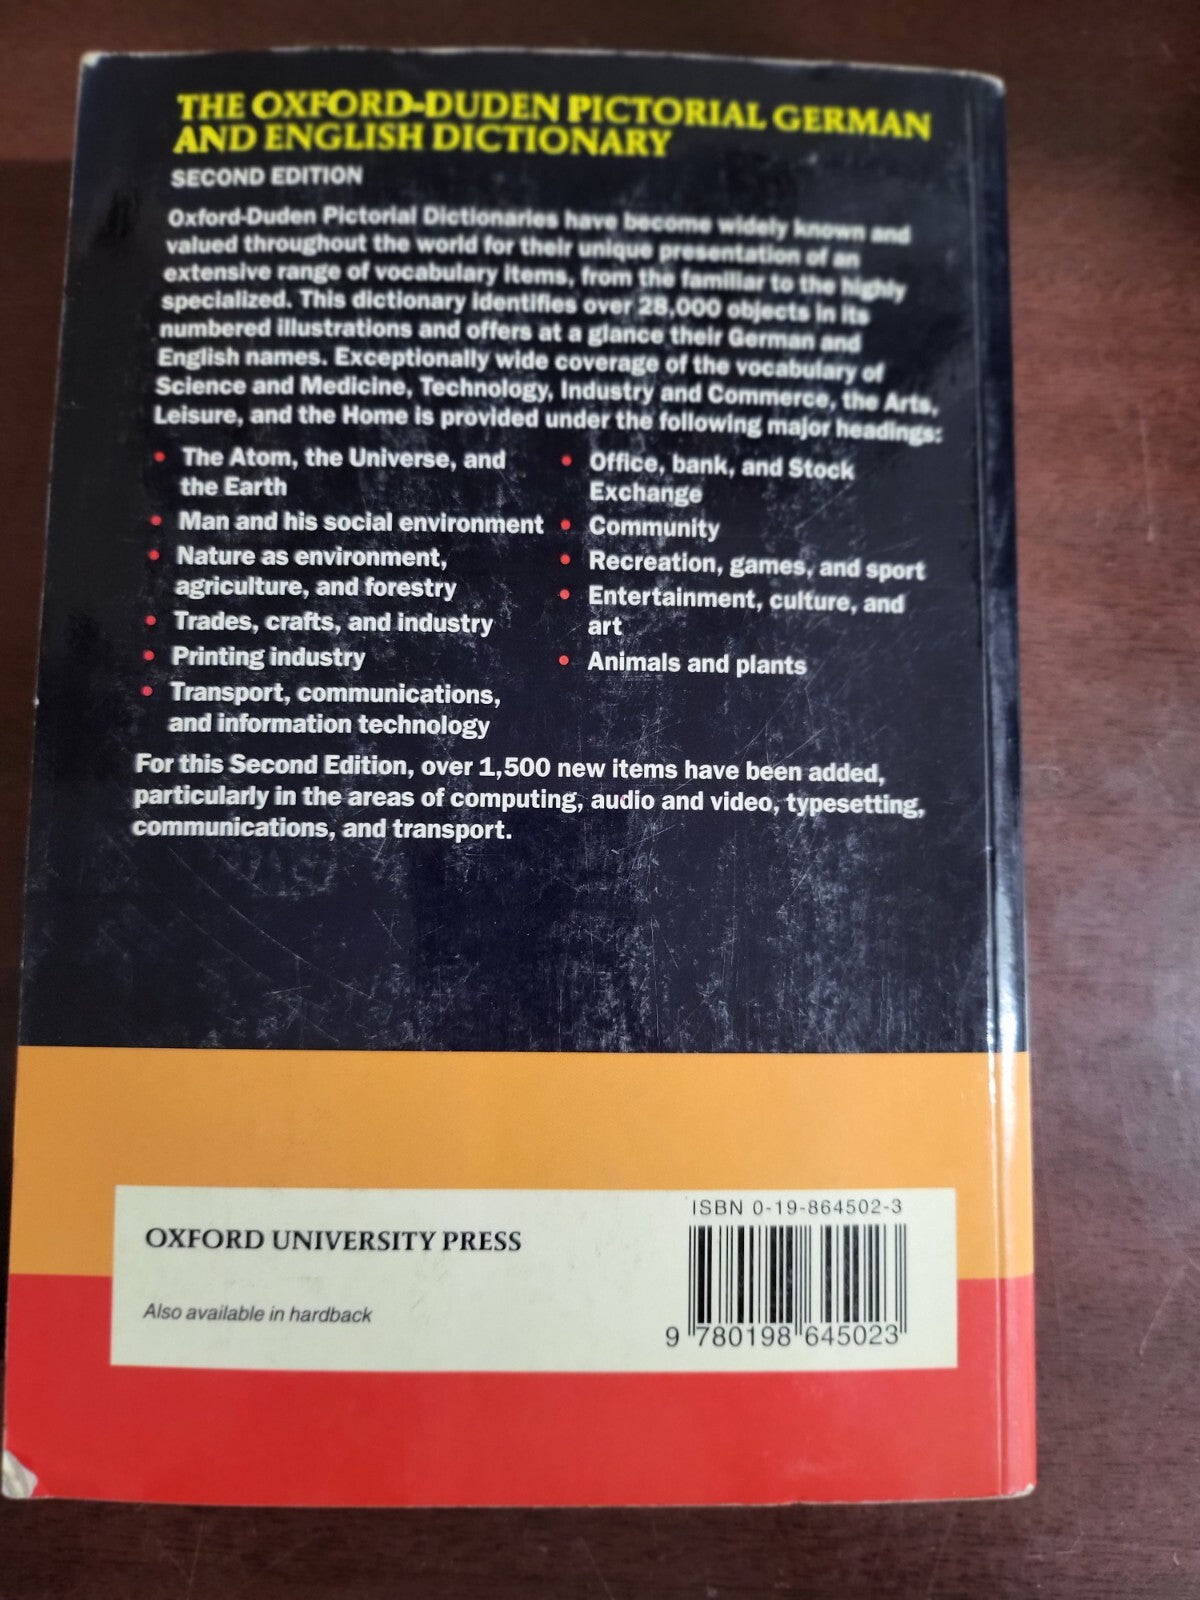 THE OXFORD-DUDEN PICTORIAL GERMAN
AND ENGLISH DICTIONARY
SECOND EDITION
Oxford-Duden Pictorial Dictionaries have become widely known and
valued throughout the world for their unique presentation of an
extensive range of vocabulary items, from the familiar to the highly
specialized. This dictionary identifies over 28,000 objects in its
numbered illustrations and offers at a glance their German and
English names. Exceptionally wide coverage of the vocabulary of
Science and Medicine, Technology, Industry and Commerce, the Arts,
Leisure, and the Home is provided under the following major headings:
• The Atom, the Universe, and
the Earth
• Man and his social environment
• Nature as environment,
agriculture, and forestry
• Trades, crafts, and industry
• Printing industry
• Transport, communications,
and information technology
• Office, bank, and Stock
Exchange
• Community
• Recreation, games, and sport
• Entertainment, culture, and
art
• Animals and plants
For this Second Edition, over 1,500 new items have been added,
particularly in the areas of computing, audio and video, typesetting,
communications, and transport.
OXFORD UNIVERSITY PRESS
Also available in hardback
ISBN 0-19-864502-3
9 780198 645023